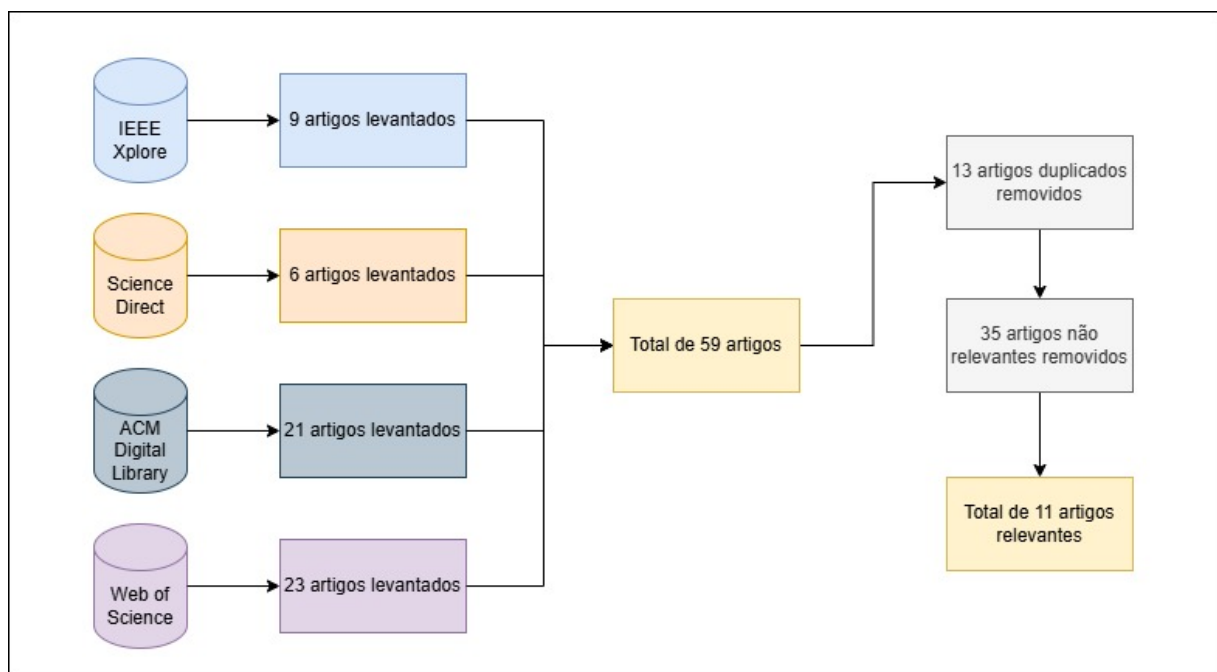 IEEE
Xplore
9 artigos levantados
Science
Direct
6 artigos levantados
ACM
Digital
Library
21 artigos levantados
Web of
Science
23 artigos levantados
Total de 59 artigos
13 artigos duplicados
removidos
35 artigos não
relevantes removidos
Total de 11 artigos
relevantes